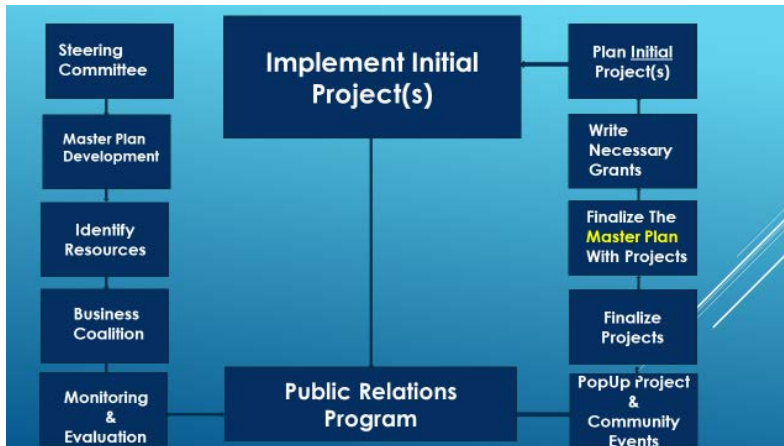 Steering
Committee
Master Plan
Development
Identify
Resources
Business
Coalition
Monitoring
&
Evaluation
Implement Initial
Project(s)
Public Relations
Program
Plan Initial
Project(s)
Write
Necessary
Grants
Finalize The
Master Plan
With Projects
Finalize
Projects
PopUp Project
&
Community
Events